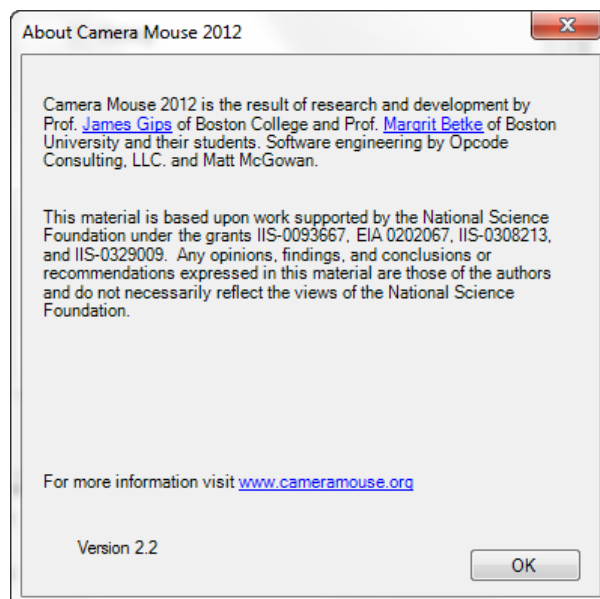 About Camera Mouse 2012
Camera Mouse 2012 is the result of research and development by
Prof. James Gips of Boston College and Prof. Margrit Betke of Boston
University and their students. Software engineering by Opcode
Consulting, LLC. and Matt McGowan.
This material is based upon work supported by the National Science
Foundation under the grants IIS-0093667, EIA 0202067, IIS-0308213,
and IIS-0329009.  Any opinions, findings, and conclusions or
recommendations expressed in this material are those of the authors
and do not necessarily reflect the views of the National Science
Foundation.
For more information visit www.cameramouse.org
Version 2.2
OK